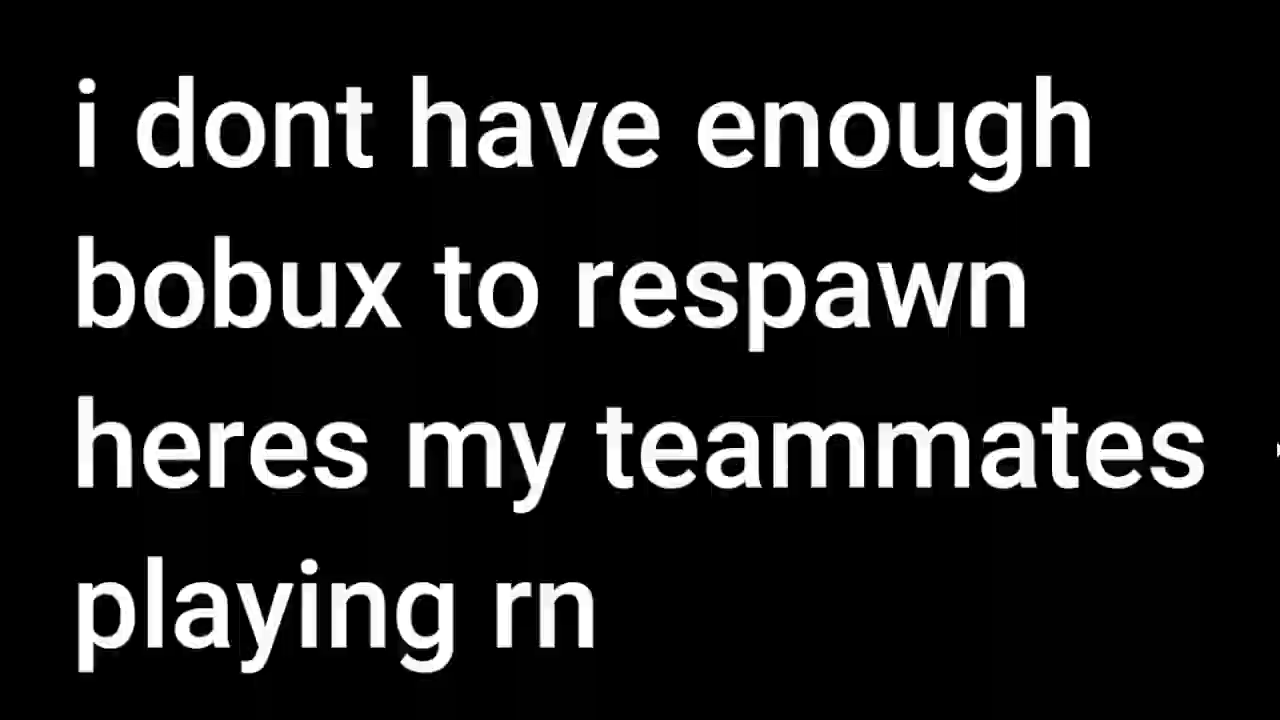 i dont have enough
bobux to respawn
heres my teammates
playing rn